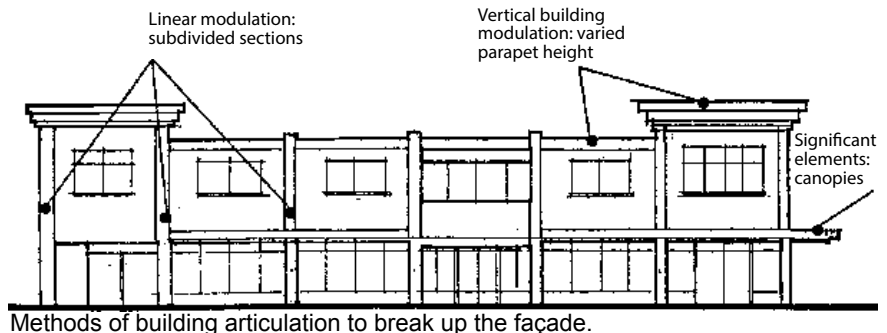 Linear modulation:
subdivided sections
Vertical building
modulation: varied
parapet height
Significant
elements:
canopies
Methods of building articulation to break up the façade.